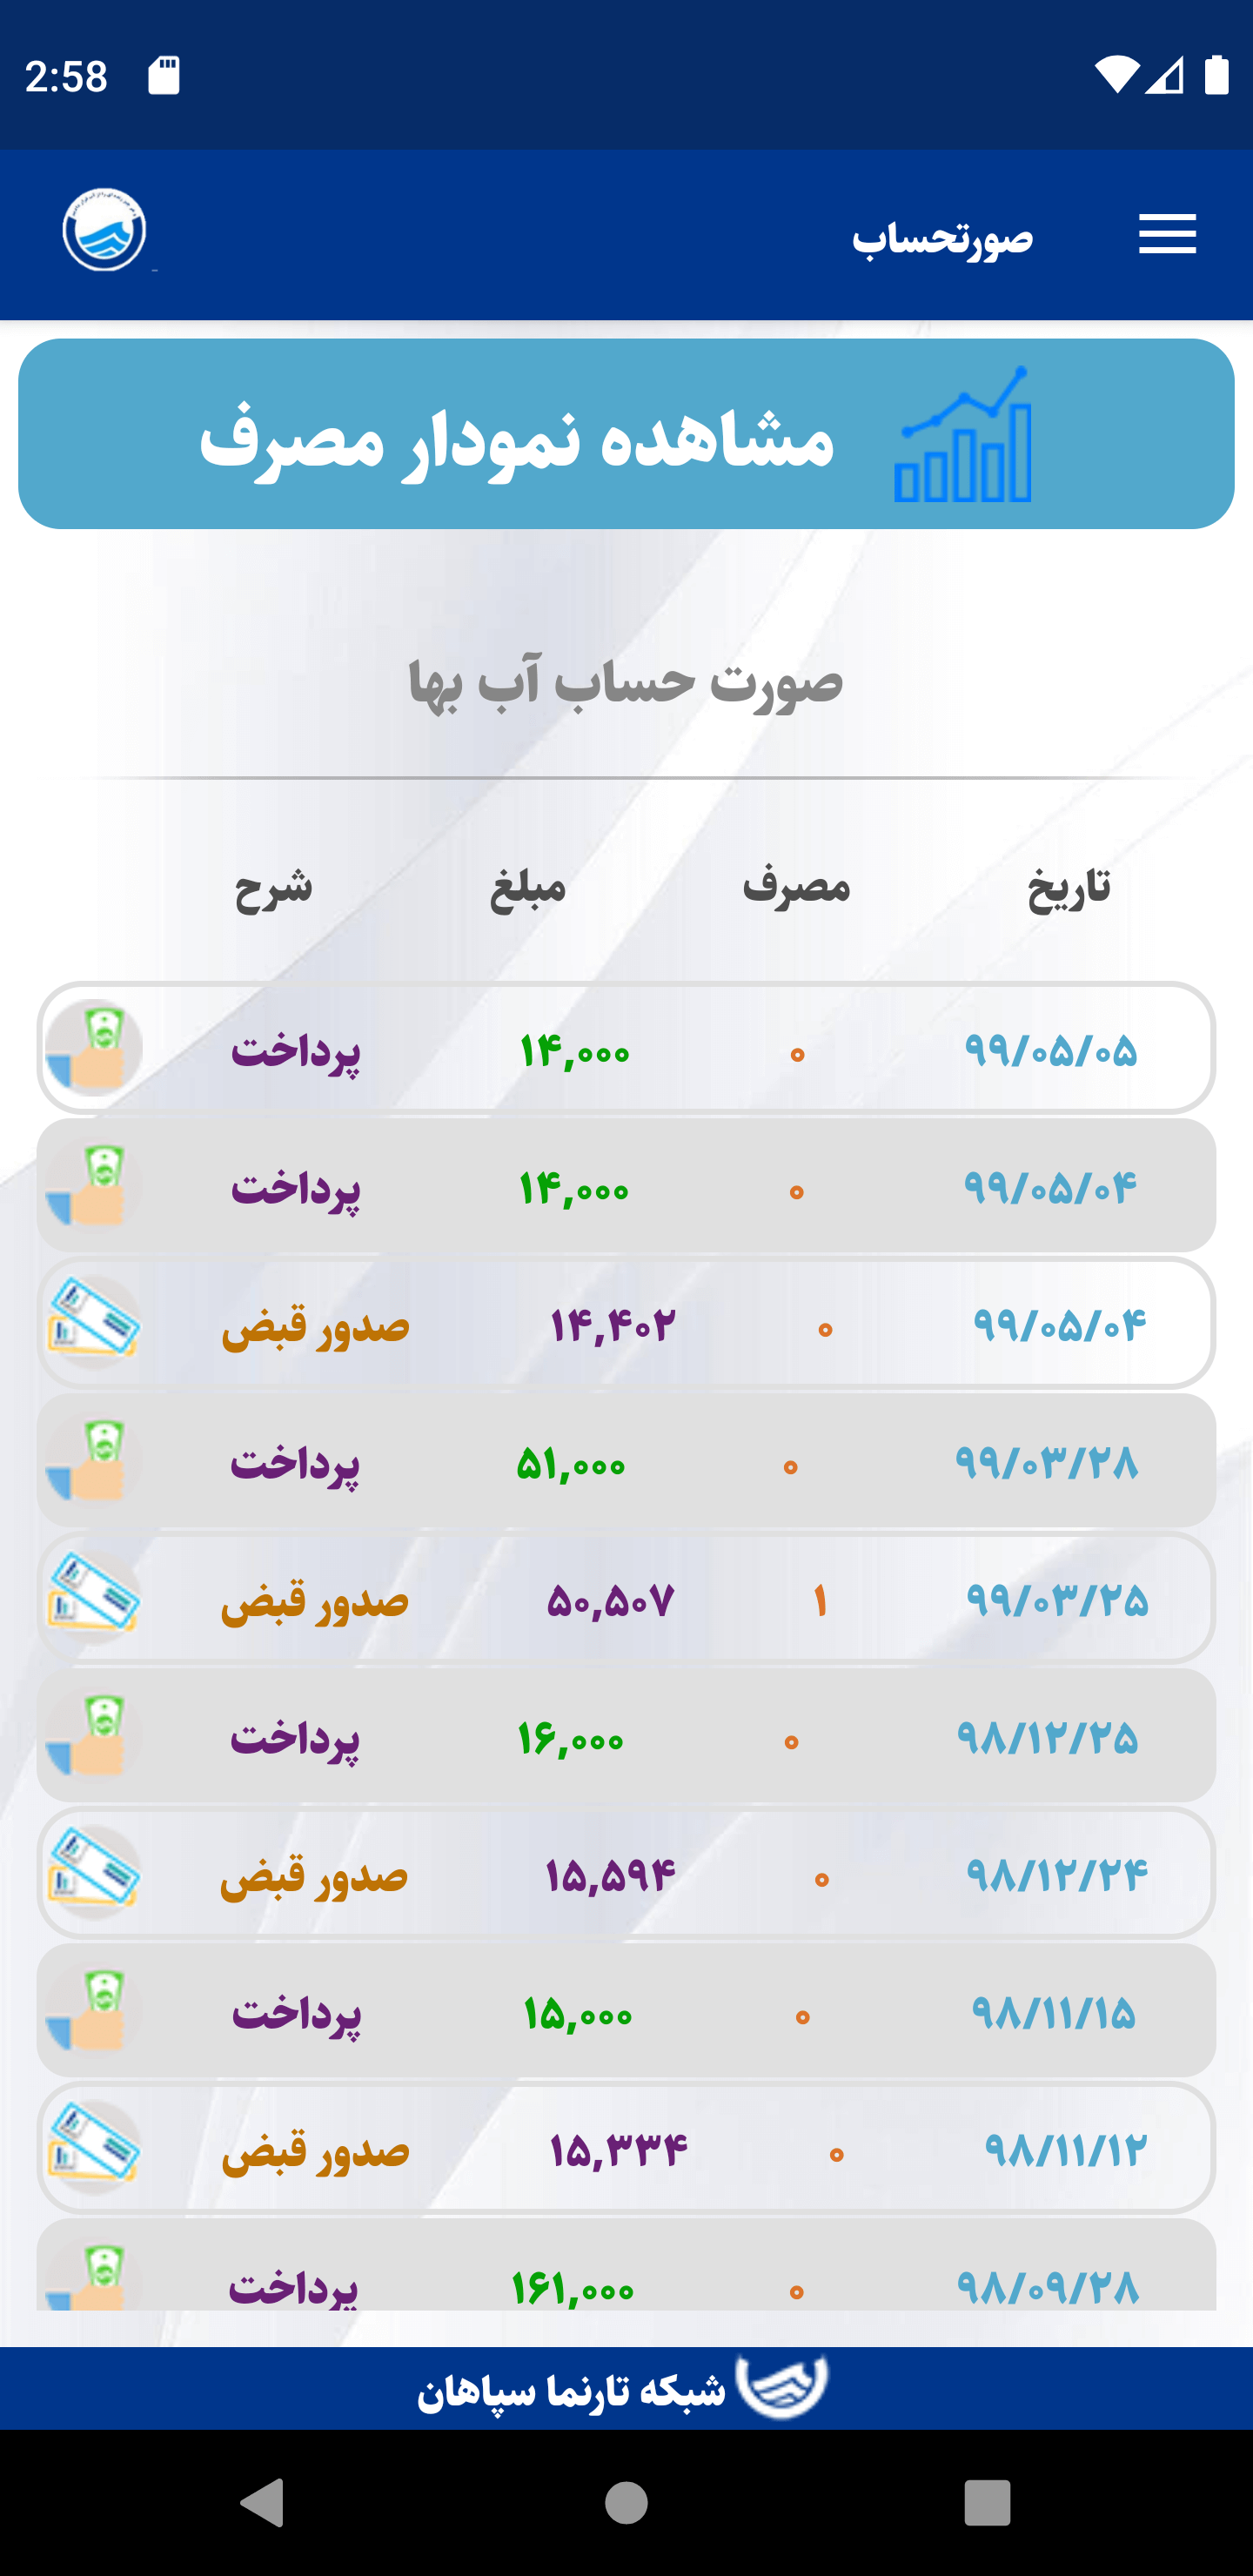 2:58
صورتحساب
مشاهده نمودار مصرف
صورت حساب آب بها
تاریخ مصرف مبلغ شرح
۹۹/۰۵/۰۵ ۰ ۱۴,۰۰۰ پرداخت
۹۹/۰۵/۰۴ ۰ ۱۴,۰۰۰ پرداخت
۹۹/۰۵/۰۴ ۰ ۱۴,۴۰۲ صدور قبض
۹۹/۰۳/۲۸ ۰ ۵۱,۰۰۰ پرداخت
۹۹/۰۳/۲۵ ۱ ۵۰,۵۰۷ صدور قبض
۹۸/۱۲/۲۵ ۰ ۱۶,۰۰۰ پرداخت
۹۸/۱۲/۲۴ ۰ ۱۵,۵۹۴ صدور قبض
۹۸/۱۱/۱۵ ۰ ۱۵,۰۰۰ پرداخت
۹۸/۱۱/۱۲ ۰ ۱۵,۳۳۴ صدور قبض
۹۸/۰۹/۲۸ ۰ ۱۶۱,۰۰۰ پرداخت
شبکه تارنما سپاهان